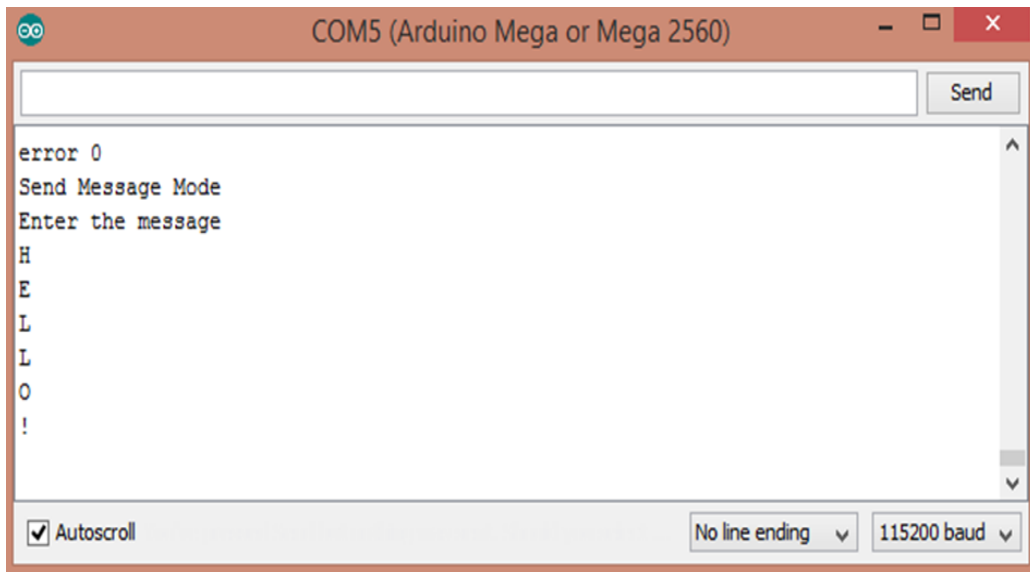 COM5 (Arduino Mega or Mega 2560)
Send
error 0
Send Message Mode
Enter the message
H
E
L
L
O
!
Autoscroll
No line ending
115200 baud